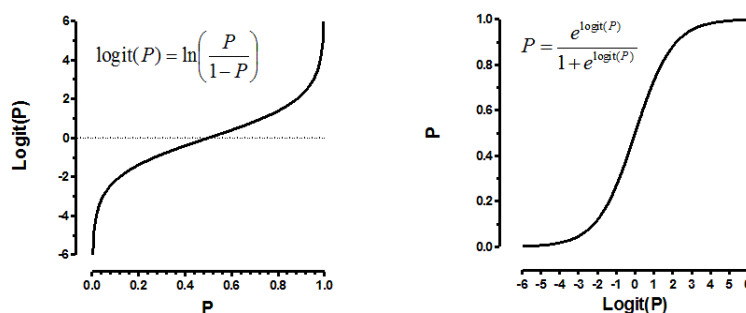 6
4
2
0
-2
-4
-6
Logit(P)
logit(P) = ln(P/(1-P))
0.0 0.2 0.4 0.6 0.8 1.0
P
1.0
0.8
0.6
0.4
0.2
0.0
P
P = e^logit(P)/(1+e^logit(P))
-6 -5 -4 -3 -2 -1 0 1 2 3 4 5 6
Logit(P)